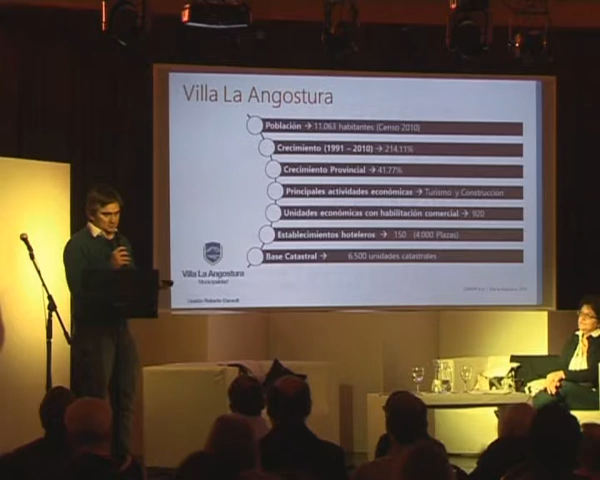 Villa La Angostura
Población → 11.063 habitantes (Censo 2010)
Crecimiento (1991 – 2010) → 214.11%
Crecimiento Provincial → 41.77%
Principales actividades económicas → Turismo y Construcción
Unidades económicas con habilitación comercial → 920
Establecimientos hoteleros → 150 (4.000 Plazas)
Base Catastral → 6.500 unidades catastrales
Villa La Angostura
Municipalidad